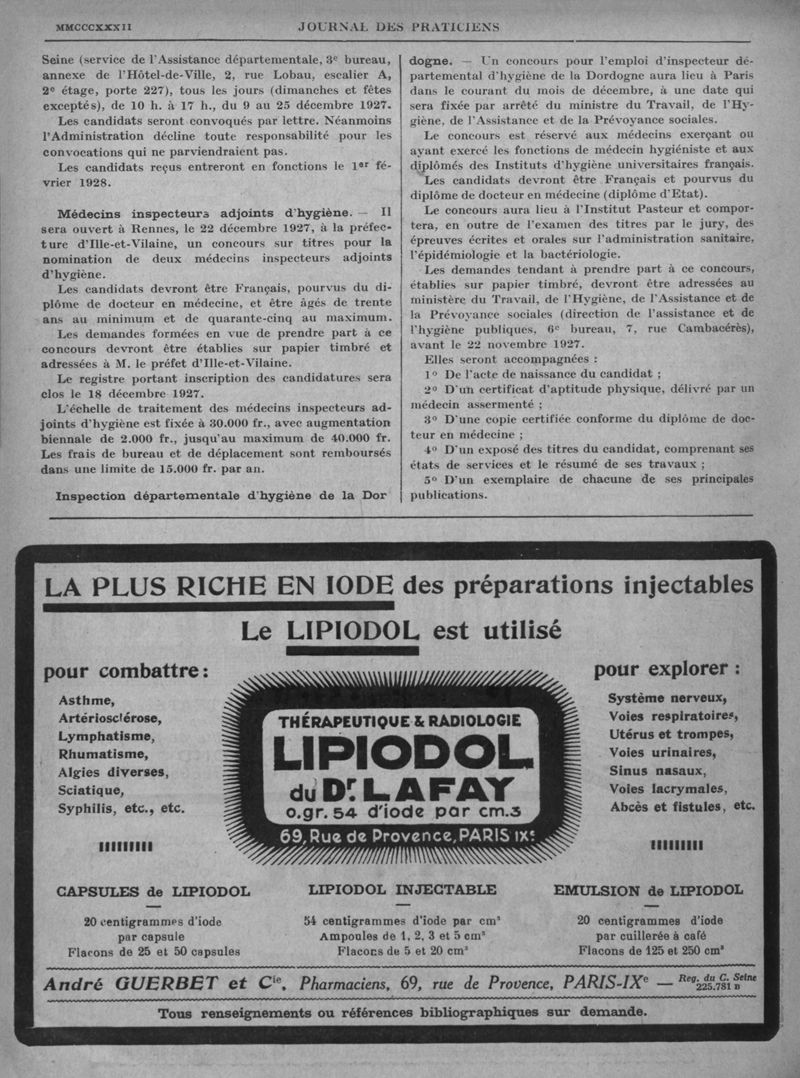 MMCCCXXXII
JOURNAL DES PRATICIENS
Seine (service de l'Assistance départementale, 3e bureau,
annexe de l'Hôtel-de-Ville, 2, rue Lobau, escalier A,
2e étage, porte 227), tous les jours (dimanches et fêtes
exceptés), de 10 h. à 17 h., du 9 au 25 décembre 1927.
Les candidats seront convoqués par lettre. Néanmoins
l'Administration décline toute responsabilité pour les
convocations qui ne parviendraient pas.
Les candidats reçus entreront en fonctions le 1er fé-
vrier 1928.
Médecins inspecteurs adjoints d'hygiène. — Il
sera ouvert à Rennes, le 22 décembre 1927, à la préfec-
ture d'Ille-et-Vilaine, un concours sur titres pour la
nomination de deux médecins inspecteurs adjoints
d'hygiène.
Les candidats devront être Français, pourvus du di-
plôme de docteur en médecine, et être âgés de trente
ans au minimum et de quarante-cinq au maximum.
Les demandes formées en vue de prendre part à ce
concours devront être établies sur papier timbré et
adressées à M. le préfet d'Ille-et-Vilaine.
Le registre portant inscription des candidatures sera
clos le 18 décembre 1927.
L'échelle de traitement des médecins inspecteurs ad-
joints d'hygiène est fixée à 30.000 fr., avec augmentation
biennale de 2.000 fr., jusqu'au maximum de 40.000 fr.
Les frais de bureau et de déplacement sont remboursés
dans une limite de 15.000 fr. par an.
Inspection départementale d'hygiène de la Dor
dogne. — Un concours pour l'emploi d'inspecteur dé-
partemental d'hygiène de la Dordogne aura lieu à Paris
dans le courant du mois de décembre, à une date qui
sera fixée par arrêté du ministre du Travail, de l'Hy-
giène, de l'Assistance et de la Prévoyance sociales.
Le concours est réservé aux médecins exerçant ou
ayant exercé les fonctions de médecin hygiéniste et aux
diplômés des Instituts d'hygiène universitaires français.
Les candidats devront être Français et pourvus du
diplôme de docteur en médecine (diplôme d'Etat).
Le concours aura lieu à l'Institut Pasteur et compor-
tera, en outre de l'examen des titres par le jury, des
épreuves écrites et orales sur l'administration sanitaire,
l'épidémiologie et la bactériologie.
Les demandes tendant à prendre part à ce concours,
établies sur papier timbré, devront être adressées au
ministère du Travail, de l'Hygiène, de l'Assistance et de
la Prévoyance sociales (direction de l'assistance et de
l'hygiène publiques, 6e bureau, 7, rue Cambacérès),
avant le 22 novembre 1927.
Elles seront accompagnées :
1° De l'acte de naissance du candidat ;
2° D'un certificat d'aptitude physique, délivré par un
médecin assermenté ;
3° D'une copie certifiée conforme du diplôme de doc-
teur en médecine ;
4° D'un exposé des titres du candidat, comprenant ses
états de services et le résumé de ses travaux ;
5° D'un exemplaire de chacune de ses principales
publications.
LA PLUS RICHE EN IODE des préparations injectables
Le LIPIODOL est utilisé
pour combattre :
Asthme,
Artériosclérose,
Lymphatisme,
Rhumatisme,
Algies diverses,
Sciatique,
Syphilis, etc., etc.
THÉRAPEUTIQUE & RADIOLOGIE
LIPIODOL
du Dr. LAFAY
0.gr. 54 d'iode par cm.3
69, Rue de Provence, PARIS IXe
pour explorer :
Système nerveux,
Voies respiratoires,
Utérus et trompes,
Voies urinaires,
Sinus nasaux,
Voies lacrymales,
Abcès et fistules, etc.
CAPSULES de LIPIODOL
20 centigrammes d'iode
par capsule
Flacons de 25 et 50 capsules
LIPIODOL INJECTABLE
54 centigrammes d'iode par cm³
Ampoules de 1, 2, 3 et 5 cm³
Flacons de 5 et 20 cm³
EMULSION de LIPIODOL
20 centigrammes d'iode
par cuillerée à café
Flacons de 125 et 250 cm³
André GUERBET et Cie, Pharmaciens, 69, rue de Provence, PARIS-IXe — Reg. du C. Seine 225.781 B
Tous renseignements ou références bibliographiques sur demande.